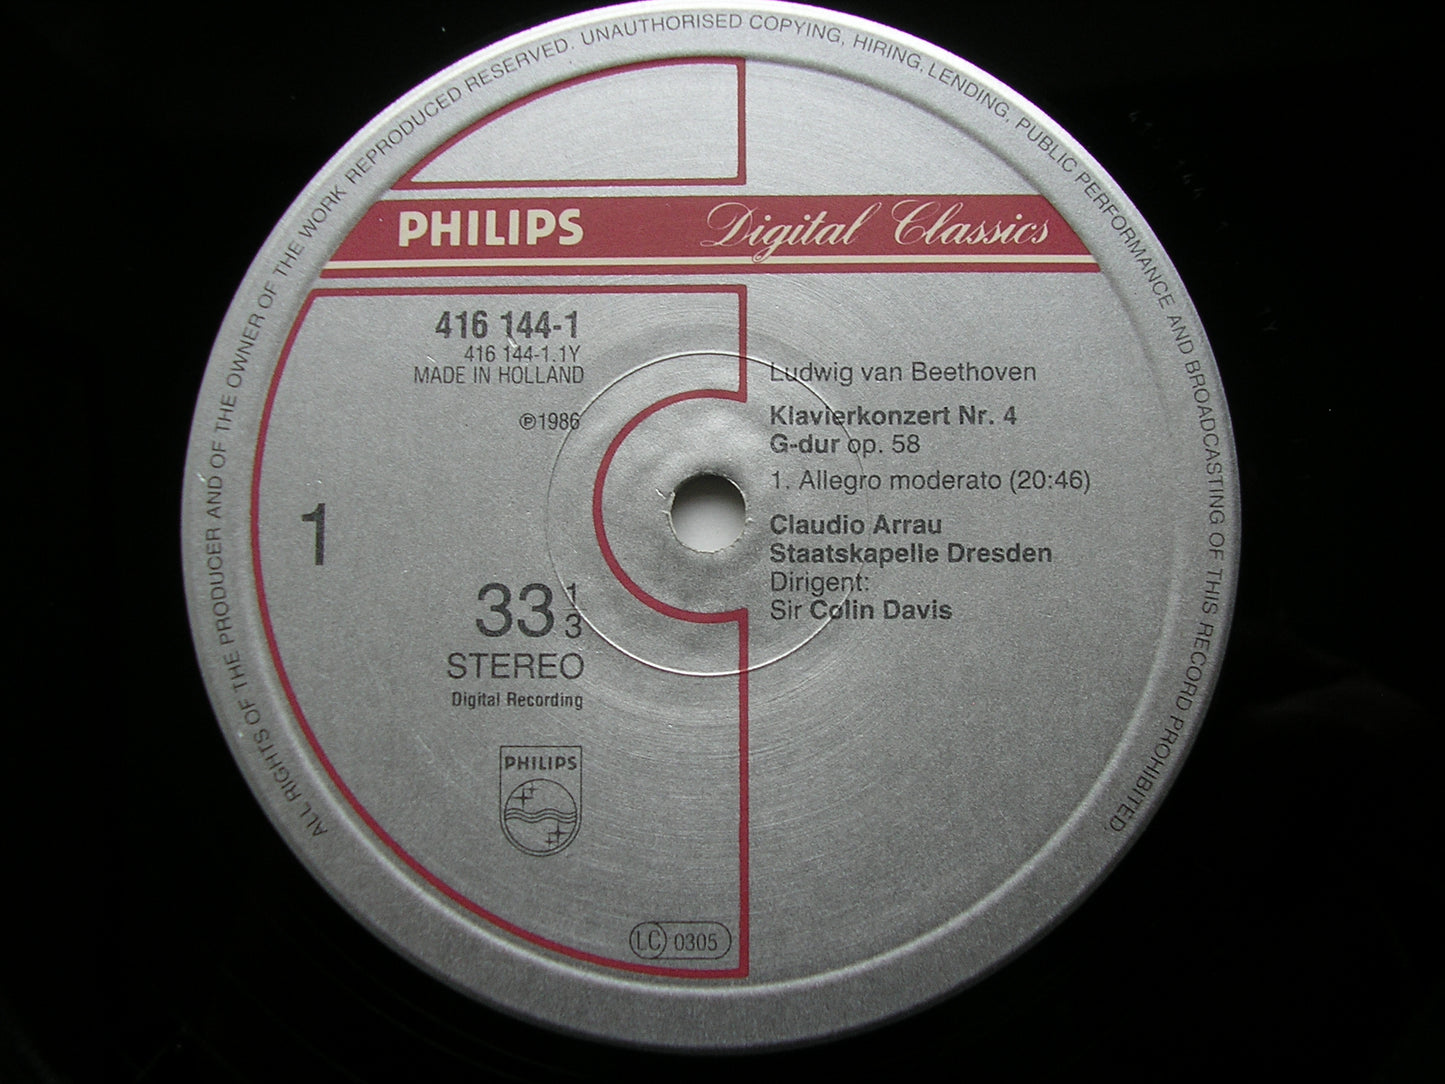 ALL RIGHTS OF THE PRODUCER AND OF THE OWNER OF THE WORK REPRODUCED RESERVED. UNAUTHORISED COPYING, HIRING, LENDING, PUBLIC PERFORMANCE AND BROADCASTING OF THIS RECORD PROHIBITED.
PHILIPS Digital Classics
416 144-1
416 144-1.1Y
MADE IN HOLLAND
℗1986
1
33 1/3
STEREO
Digital Recording
PHILIPS
LC 0305
Ludwig van Beethoven
Klavierkonzert Nr. 4
G-dur op. 58
1. Allegro moderato (20:46)
Claudio Arrau
Staatskapelle Dresden
Dirigent:
Sir Colin Davis